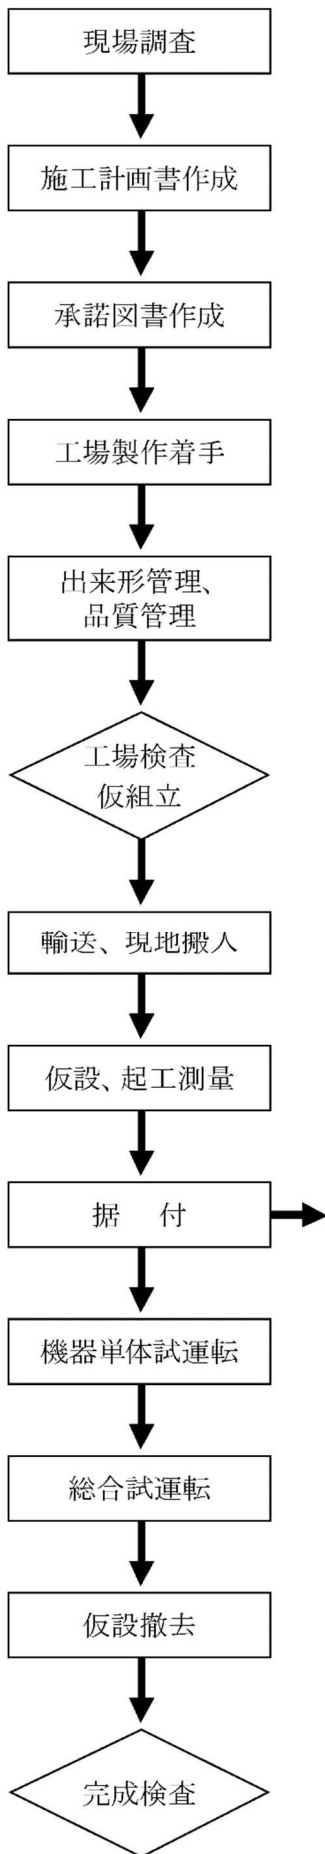 現場調査
施工計画書作成
承諾図書作成
工場製作着手
出来形管理、
品質管理
工場検査
仮組立
輸送、現地搬入
仮設、起工測量
据　付
機器単体試運転
総合試運転
仮設撤去
完成検査